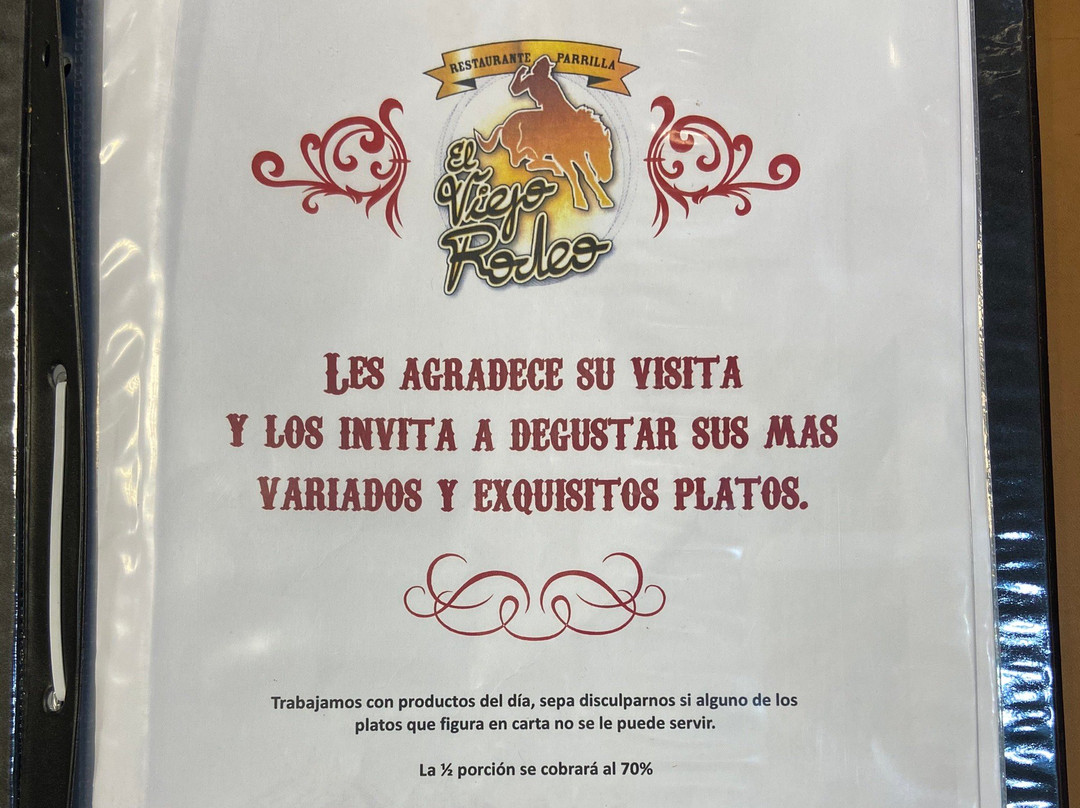 RESTAURANTE PARRILLA
El
Viejo
Rodeo
LES AGRADECE SU VISITA
Y LOS INVITA A DEGUSTAR SUS MAS
VARIADOS Y EXQUISITOS PLATOS.
Trabajamos con productos del día, sepa disculparnos si alguno de los
platos que figura en carta no se le puede servir.
La ½ porción se cobrará al 70%